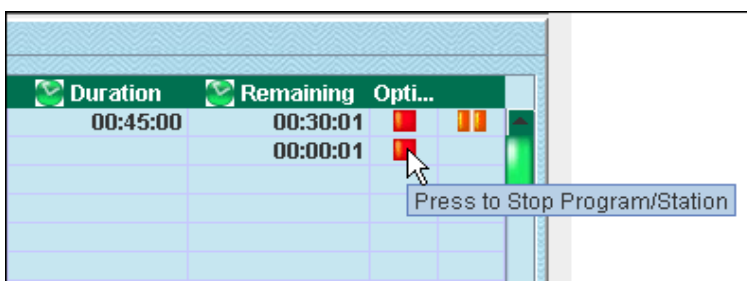 Duration Remaining Opti...
00:45:00 00:30:01
00:00:01
Press to Stop Program/Station